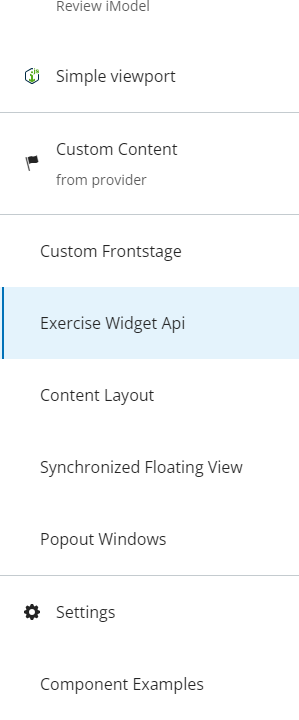 Review iModel
Simple viewport
Custom Content
from provider
Custom Frontstage
Exercise Widget Api
Content Layout
Synchronized Floating View
Popout Windows
Settings
Component Examples